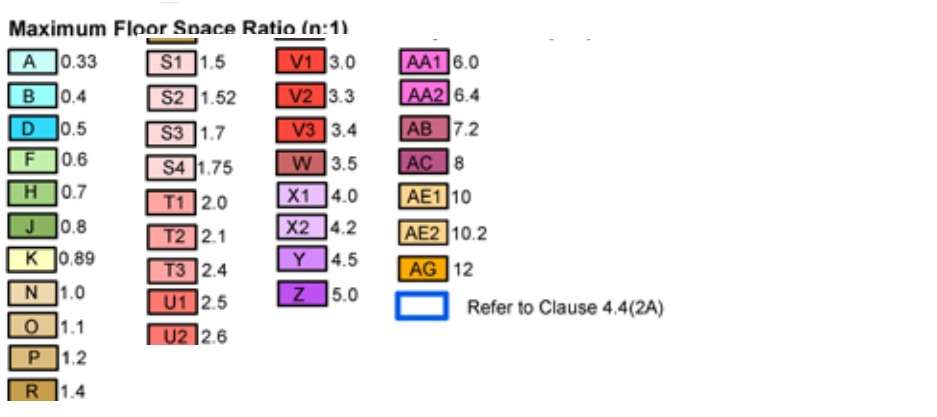 Maximum Floor Space Ratio (n:1)
A 0.33
B 0.4
D 0.5
F 0.6
H 0.7
J 0.8
K 0.89
N 1.0
O 1.1
P 1.2
R 1.4
S1 1.5
S2 1.52
S3 1.7
S4 1.75
T1 2.0
T2 2.1
T3 2.4
U1 2.5
U2 2.6
V1 3.0
V2 3.3
V3 3.4
W 3.5
X1 4.0
X2 4.2
Y 4.5
Z 5.0
AA1 6.0
AA2 6.4
AB 7.2
AC 8
AE1 10
AE2 10.2
AG 12
Refer to Clause 4.4(2A)